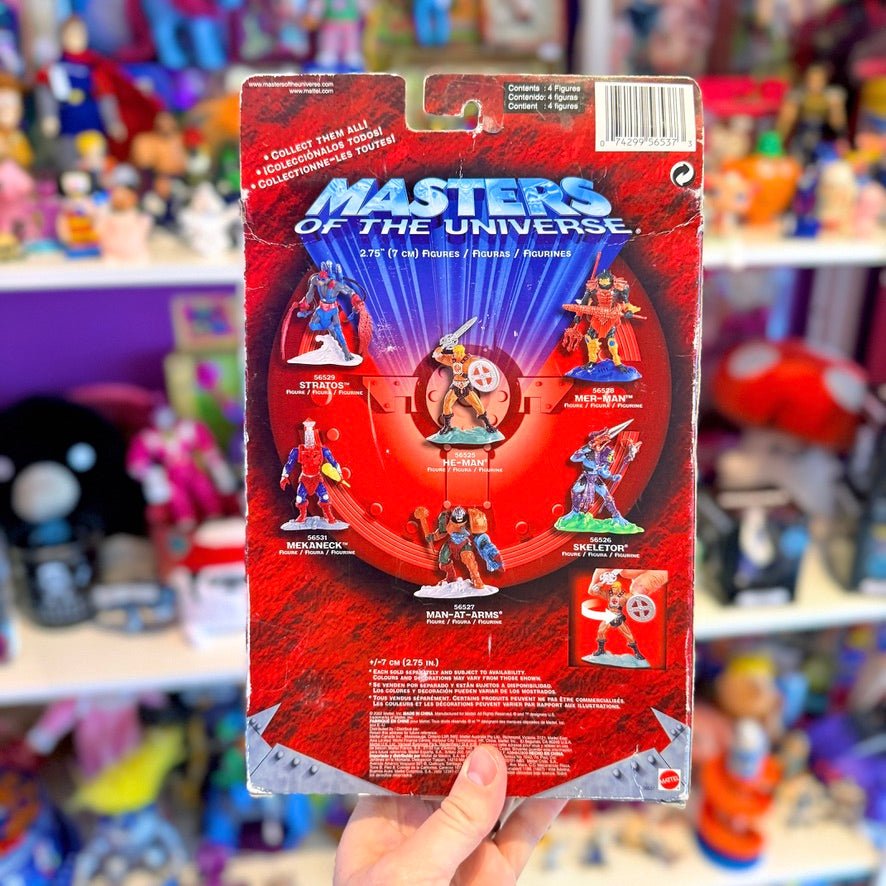 www.mastersoftheuniverse.com
www.mattel.com
Contents : 4 Figures
Contenido: 4 figuras
Contient : 4 figures
0 74299 56537 3
• COLLECT THEM ALL!
• ¡COLECCIÓNALOS TODOS!
• COLLECTIONNE-LES TOUTES!
MASTERS
OF THE UNIVERSE®
2.75" (7 CM) FIGURES / FIGURAS / FIGURINES
56529
STRATOS™
FIGURE / FIGURA / FIGURINE
MER-MAN™
FIGURE / FIGURA / FIGURINE
56525
HE-MAN®
FIGURE / FIGURA / FIGURINE
56531
MEKANECK™
FIGURE / FIGURA / FIGURINE
56526
SKELETOR®
FIGURE / FIGURA / FIGURINE
56527
MAN-AT-ARMS®
FIGURE / FIGURA / FIGURINE
+/-7 CM (2.75 IN.)
• EACH SOLD SEPARATELY AND SUBJECT TO AVAILABILITY.
COLOURS AND DECORATIONS MAY VARY FROM THOSE SHOWN.
• SE VENDEN POR SEPARADO Y ESTÁN SUJETOS A DISPONIBILIDAD.
LOS COLORES Y DECORACIÓN PUEDEN VARIAR DE LOS MOSTRADOS.
• TOUS VENDUS SÉPARÉMENT. CERTAINS PRODUITS PEUVENT NE PAS ÊTRE COMMERCIALISÉS.
LES COULEURS ET LES DÉCORATIONS PEUVENT VARIER PAR RAPPORT AUX ILLUSTRATIONS.
MATTEL